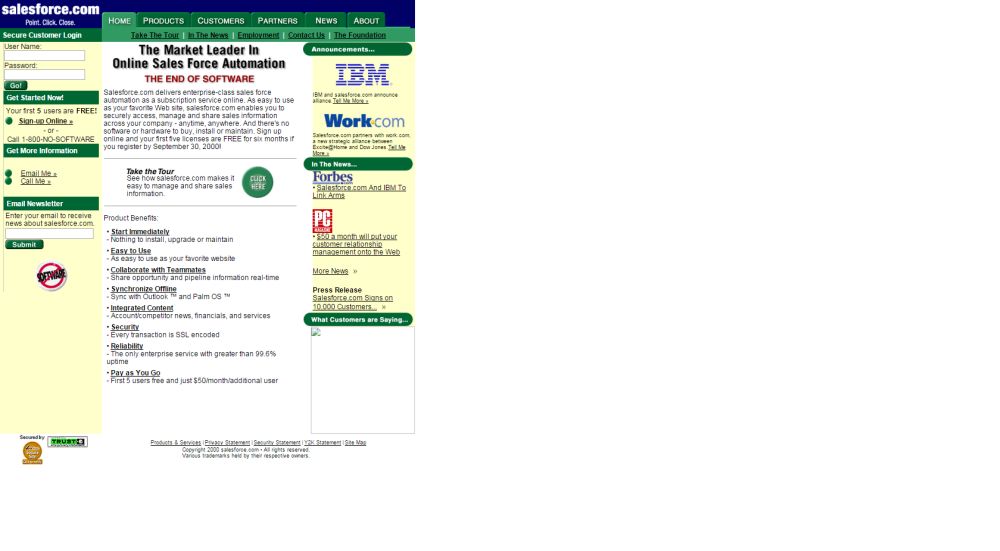 salesforce.com
Point. Click. Close.
HOME
PRODUCTS
CUSTOMERS
PARTNERS
NEWS
ABOUT
Secure Customer Login
Take The Tour | In The News | Employment | Contact Us | The Foundation
User Name:
Password:
Go!
Get Started Now!
Your first 5 users are FREE!
Sign-up Online »
- or -
Call 1-800-NO-SOFTWARE
Get More Information
Email Me »
Call Me »
Email Newsletter
Enter your email to receive
news about salesforce.com.
Submit
SOFTWARE
The Market Leader In
Online Sales Force Automation
THE END OF SOFTWARE
Salesforce.com delivers enterprise-class sales force
automation as a subscription service online. As easy to use
as your favorite Web site, salesforce.com enables you to
securely access, manage and share sales information
across your company - anytime, anywhere. And there's no
software or hardware to buy, install or maintain. Sign up
online and your first five licenses are FREE for six months if
you register by September 30, 2000!
Take the Tour
See how salesforce.com makes it
easy to manage and share sales
information.
CLICK
HERE
Product Benefits:
• Start Immediately
- Nothing to install, upgrade or maintain
• Easy to Use
- As easy to use as your favorite website
• Collaborate with Teammates
- Share opportunity and pipeline information real-time
• Synchronize Offline
- Sync with Outlook ™ and Palm OS ™
• Integrated Content
- Account/competitor news, financials, and services
• Security
- Every transaction is SSL encoded
• Reliability
- The only enterprise service with greater than 99.6%
uptime
• Pay as You Go
- First 5 users free and just $50/month/additional user
Announcements...
IBM
IBM and salesforce.com announce
alliance.Tell Me More »
Work.com
Salesforce.com partners with work.com,
a new strategic alliance between
Excite@Home and Dow Jones.Tell Me
More »
In The News...
Forbes
• Salesforce.com And IBM To
Link Arms
PC
MAGAZINE
• $50 a month will put your
customer relationship
management onto the Web
More News »
Press Release
Salesforce.com Signs on
10,000 Customers... »
What Customers are Saying...
Secured by
TRUSTe
Products & Services | Privacy Statement | Security Statement | Y2K Statement | Site Map
Copyright 2000 salesforce.com - All rights reserved.
Various trademarks held by their respective owners.